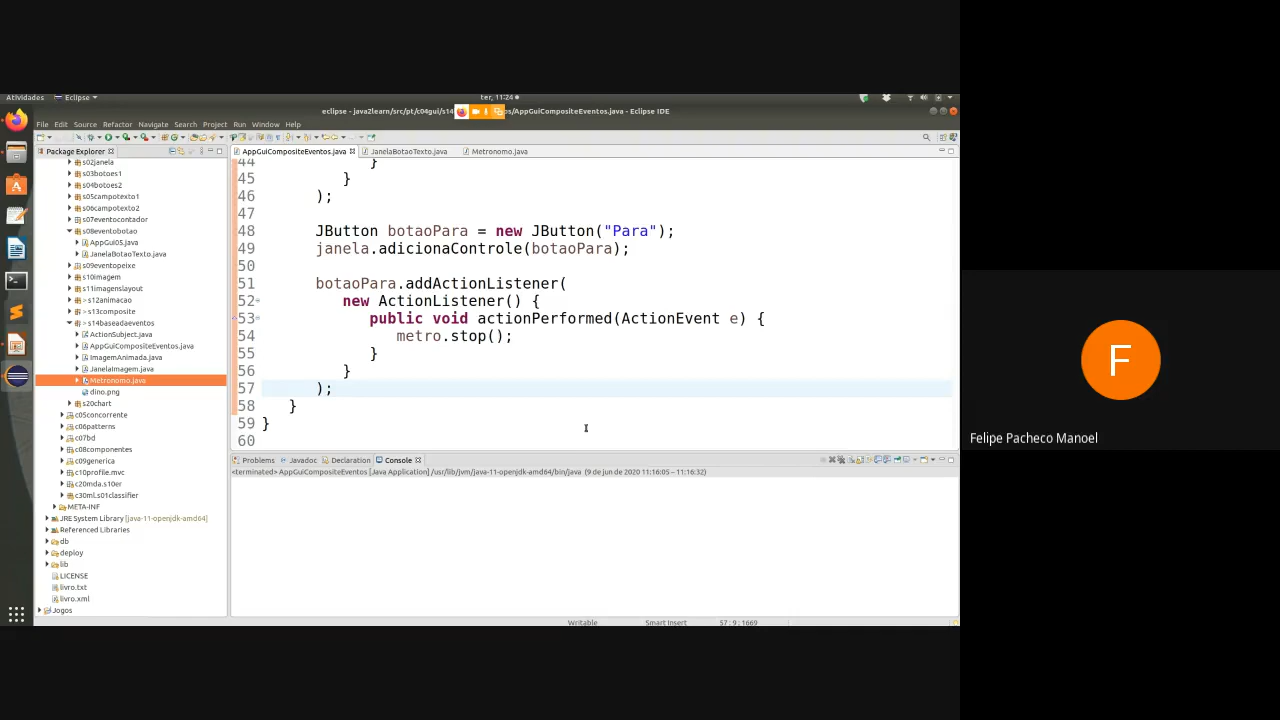 Atividades
Eclipse
ter, 11:24
eclipse - java2learn/src/pt/c04gui/s14
os/AppGuiCompositeEventos.java - Eclipse IDE
File Edit Source Refactor Navigate Search Project Run Window Help
Package Explorer
AppGuiCompositeEventos.java
JanelaBotaoTexto.java
Metronomo.java
s02janela
s03botoes1
s04botoes2
s05campotexto1
s06campotexto2
s07eventocontador
s08eventobotao
AppGui05.java
JanelaBotaoTexto.java
s09eventopeixe
s10imagem
s11imagenslayout
> s12animacao
> s13composite
> s14baseadaeventos
ActionSubject.java
AppGuiCompositeEventos.java
ImagemAnimada.java
JanelaImagem.java
Metronomo.java
dino.png
s20chart
c05concorrente
c06patterns
c07bd
c08componentes
c09generica
c10profile.mvc
c20mda.s10er
c30ml.s01classifier
META-INF
JRE System Library [java-11-openjdk-amd64]
Referenced Libraries
db
deploy
lib
LICENSE
livro.txt
livro.xml
Jogos
44 }
45 }
46 );
47
48 JButton botaoPara = new JButton("Para");
49 janela.adicionaControle(botaoPara);
50
51 botaoPara.addActionListener(
52 new ActionListener() {
53 public void actionPerformed(ActionEvent e) {
54 metro.stop();
55 }
56 }
57 );
58 }
59 }
60
Problems Javadoc Declaration Console
<terminated> AppGuiCompositeEventos [Java Application] /usr/lib/jvm/java-11-openjdk-amd64/bin/java (9 de jun de 2020 11:16:05 – 11:16:32)
Writable
Smart Insert
57 : 9 : 1669
F
Felipe Pacheco Manoel